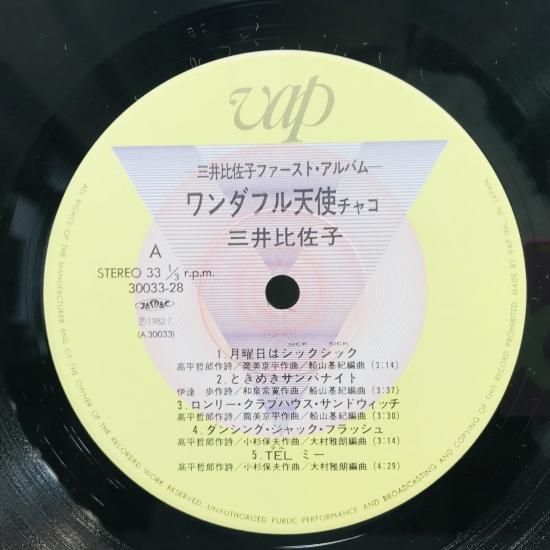 vap
三井比佐子ファースト・アルバム
ワンダフル天使チャコ
三井比佐子
A
STEREO 33 1/3 r.p.m.
30033-28
JASRAC
Ⓟ1982.7
(A 30033)
SICK SICK
1.月曜日はシックシック
高平哲郎作詩/筒美京平作曲/船山基紀編曲 (3:14)
2.ときめきサンバナイト
伊達 歩作詩/和泉常寛作曲/船山基紀編曲 (3:37)
3.ロンリー・クラフハウス・サンドウィッチ
高平哲郎作詩/筒美京平作曲/船山基紀編曲 (3:30)
4.ダンシング・ジャック・フラッシュ
高平哲郎作詩/小杉保夫作曲/大村雅朗編曲 (3:14)
テル
5.TEL ミー
高平哲郎作詩/小杉保夫作曲/大村雅朗編曲 (4:29)
ALL RIGHTS OF THE MANUFACTURER AND OF THE OWNER OF THE RECORDED WORK RESERVED. UNAUTHORIZED PUBLIC PERFORMANCE AND BROADCASTING AND COPYING OF THIS RECORD PROHIBITED. MADE BY VAP INC. IN JAPAN.